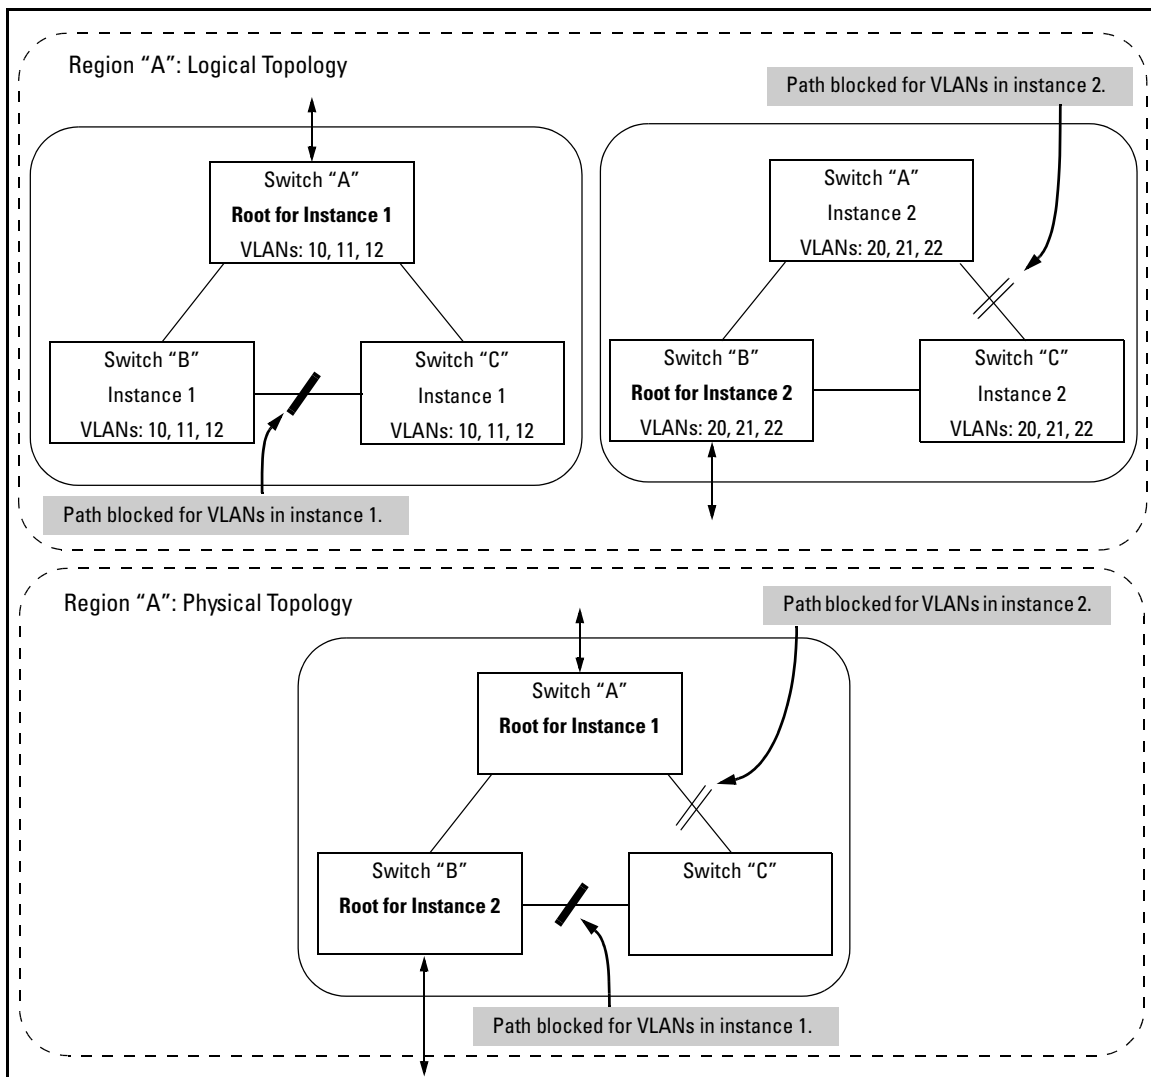 Region “A”: Logical Topology
Path blocked for VLANs in instance 2.
Switch “A”
Root for Instance 1
VLANs: 10, 11, 12
Switch “B”
Instance 1
VLANs: 10, 11, 12
Switch “C”
Instance 1
VLANs: 10, 11, 12
Path blocked for VLANs in instance 1.
Switch “A”
Instance 2
VLANs: 20, 21, 22
Switch “B”
Root for Instance 2
VLANs: 20, 21, 22
Switch “C”
Instance 2
VLANs: 20, 21, 22
Region “A”: Physical Topology
Path blocked for VLANs in instance 2.
Switch “A”
Root for Instance 1
Switch “B”
Root for Instance 2
Switch “C”
Path blocked for VLANs in instance 1.